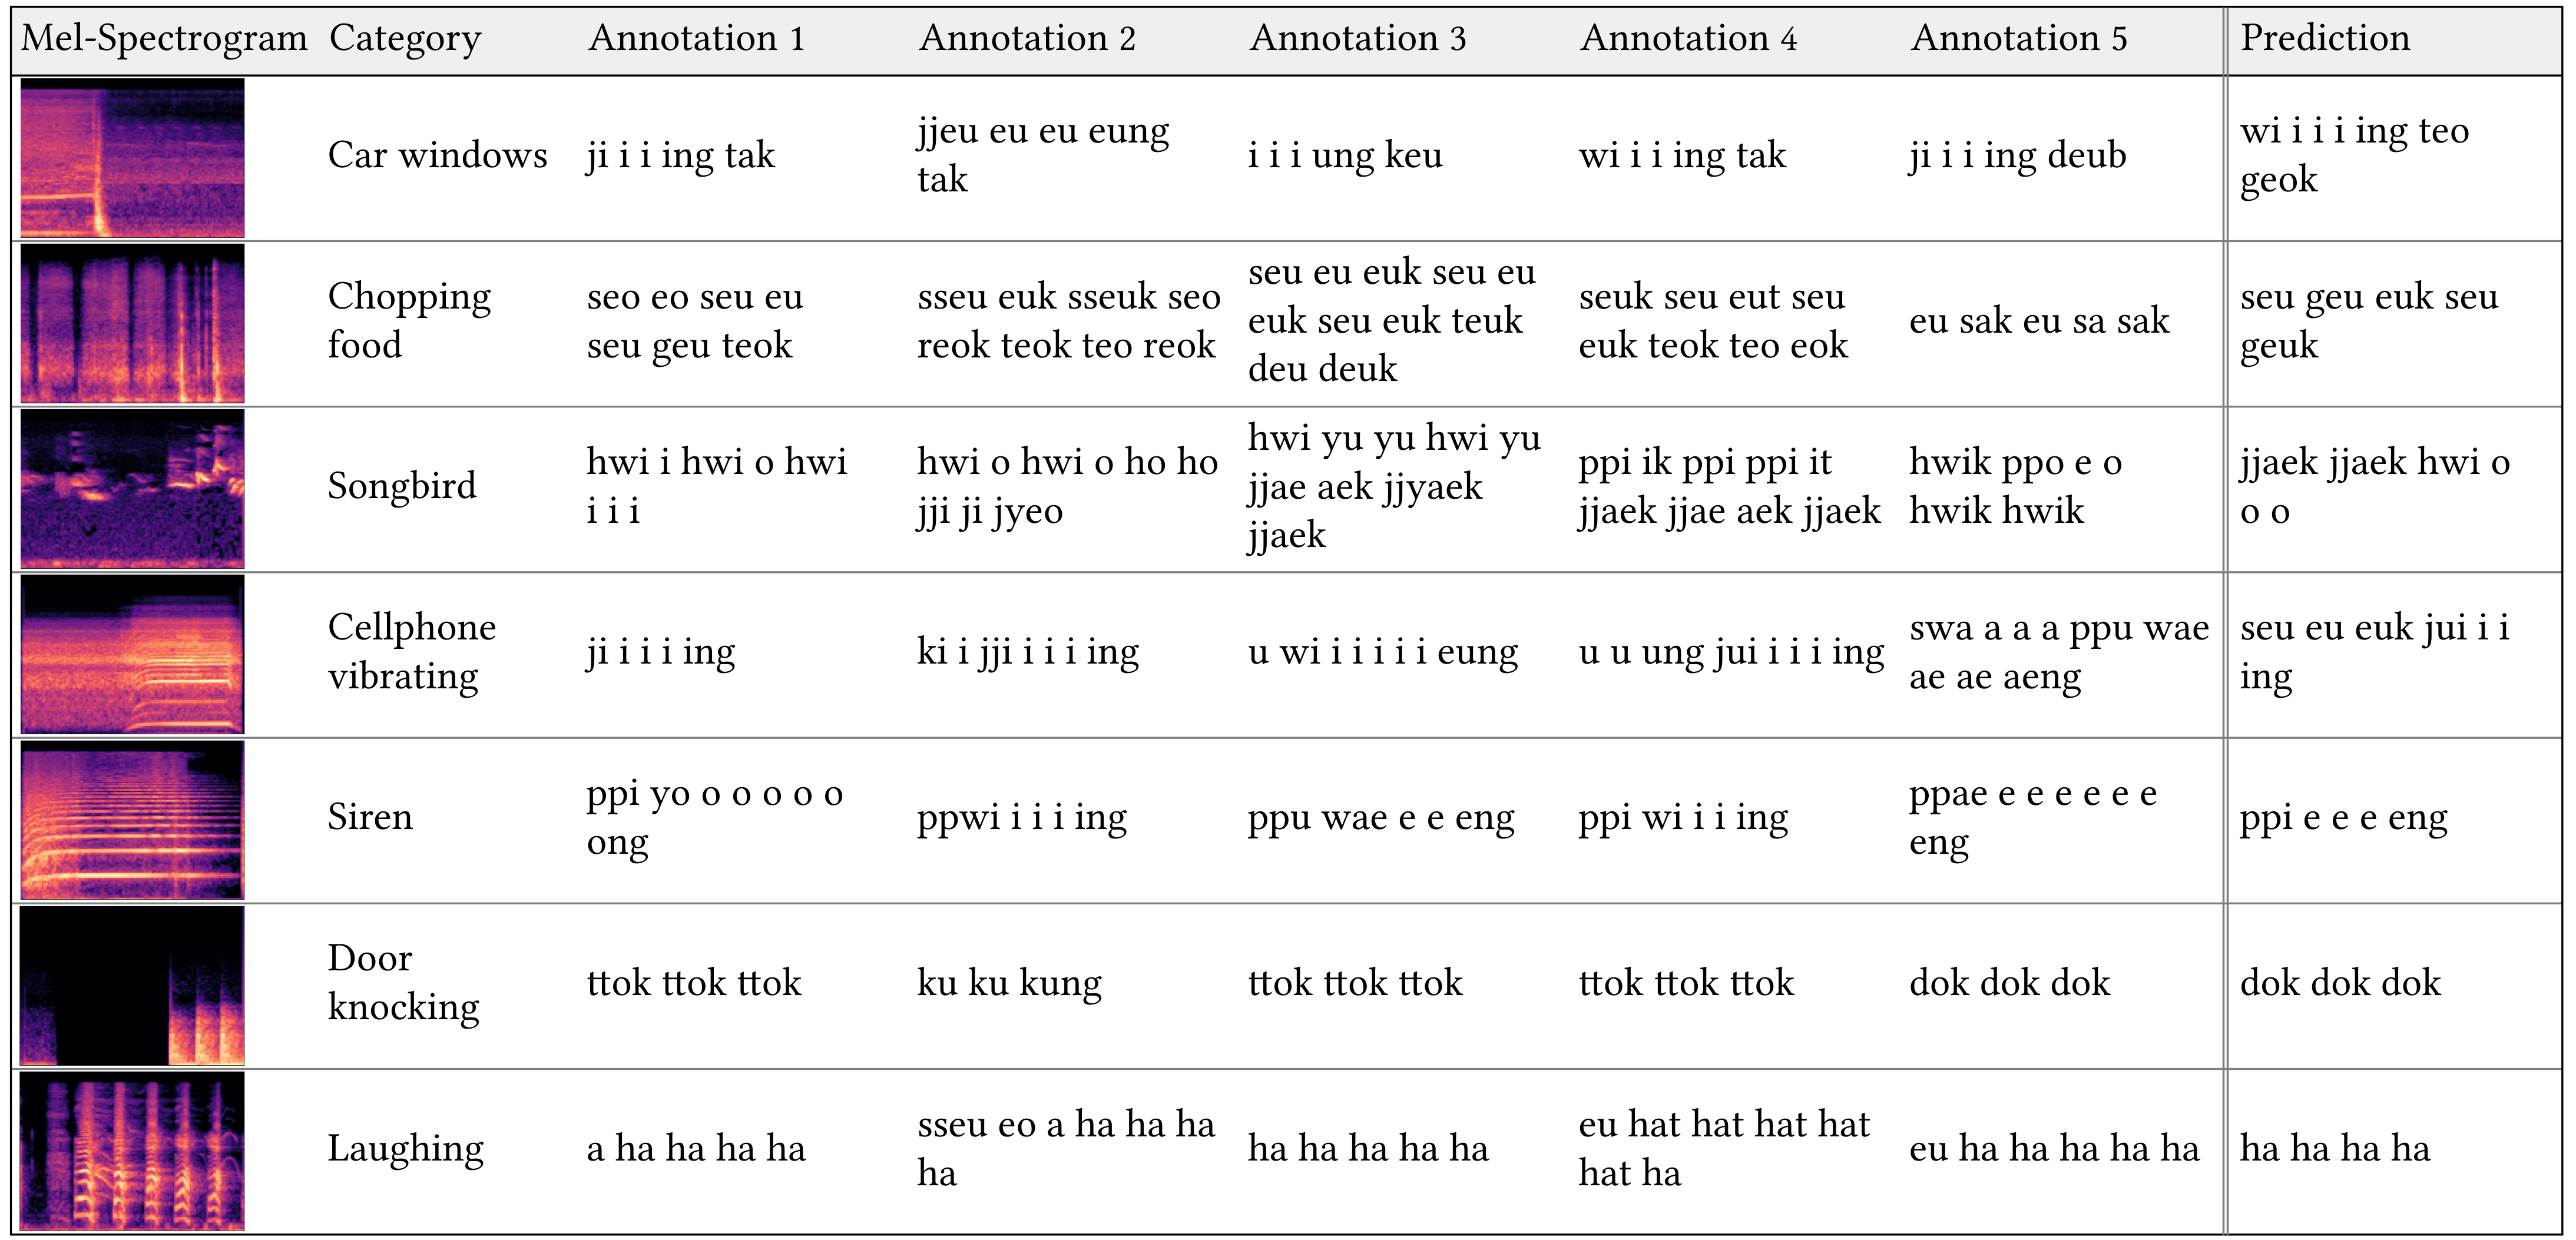 Mel-Spectrogram Category Annotation 1 Annotation 2 Annotation 3 Annotation 4 Annotation 5 Prediction
Car windows
ji i i ing tak
jjeu eu eu eung
tak
i i i ung keu
wi i i ing tak
ji i i ing deub
wi i i i ing teo
geok
Chopping
food
seo eo seu eu
seu geu teok
sseu euk sseuk seo
reok teok teo reok
seu eu euk seu eu
euk seu euk teuk
deu deuk
seuk seu eut seu
euk teok teo eok
eu sak eu sa sak
seu geu euk seu
geuk
Songbird
hwi i hwi o hwi
i i i
hwi o hwi o ho ho
jji ji jyeo
hwi yu yu hwi yu
jjae aek jjyaek
jjaek
ppi ik ppi ppi it
jjaek jjae aek jjaek
hwik ppo e o
hwik hwik
jjaek jjaek hwi o
o o
Cellphone
vibrating
ji i i i ing
ki i jji i i i ing
u wi i i i i i eung
u u ung jui i i i ing
swa a a a ppu wae
ae ae aeng
seu eu euk jui i i
ing
Siren
ppi yo o o o o o
ong
ppwi i i i ing
ppu wae e e eng
ppi wi i i ing
ppae e e e e e e
eng
ppi e e e eng
Door
knocking
ttok ttok ttok
ku ku kung
ttok ttok ttok
ttok ttok ttok
dok dok dok
dok dok dok
Laughing
a ha ha ha ha
sseu eo a ha ha ha
ha
ha ha ha ha ha
eu hat hat hat hat
hat ha
eu ha ha ha ha ha
ha ha ha ha